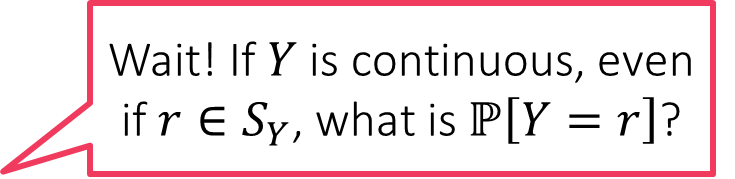 Wait! If Y is continuous, even
if r ∈ S_Y, what is ℙ[Y = r]?